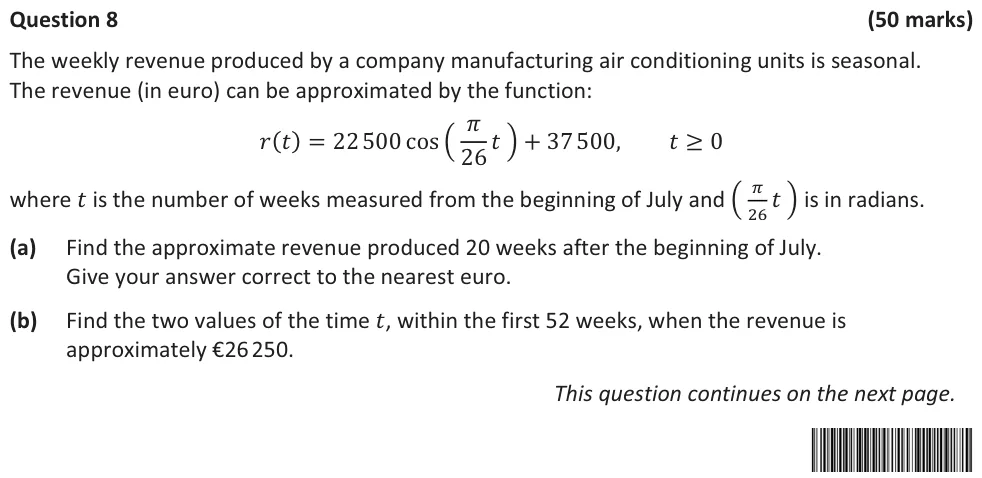 Question 8 (50 marks)
The weekly revenue produced by a company manufacturing air conditioning units is seasonal.
The revenue (in euro) can be approximated by the function:
r(t) = 22 500 cos (π/26 t) + 37 500, t ≥ 0
where t is the number of weeks measured from the beginning of July and (π/26 t) is in radians.
(a) Find the approximate revenue produced 20 weeks after the beginning of July.
Give your answer correct to the nearest euro.
(b) Find the two values of the time t, within the first 52 weeks, when the revenue is
approximately €26 250.
This question continues on the next page.